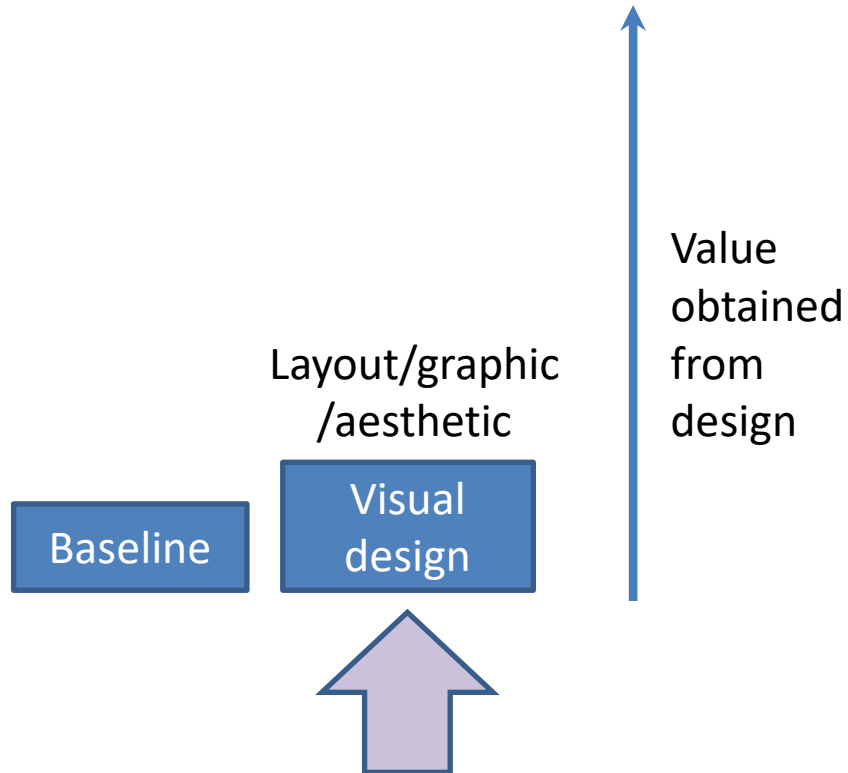 Layout/graphic
/aesthetic
Baseline
Visual
design
Value
obtained
from
design